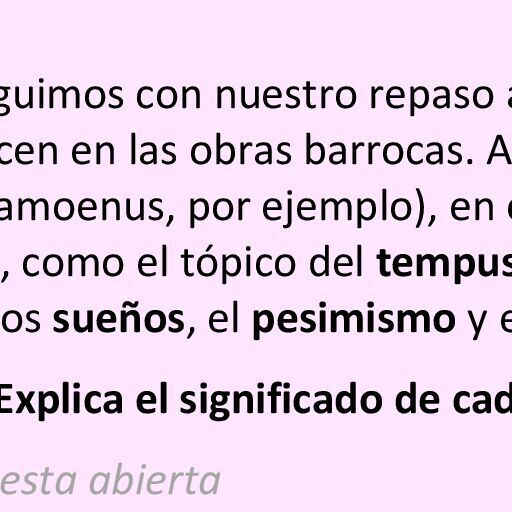 guimos con nuestro repaso a
cen en las obras barrocas. A
amoenus, por ejemplo), en
, como el tópico del tempus
os sueños, el pesimismo y e
Explica el significado de cad
esta abierta